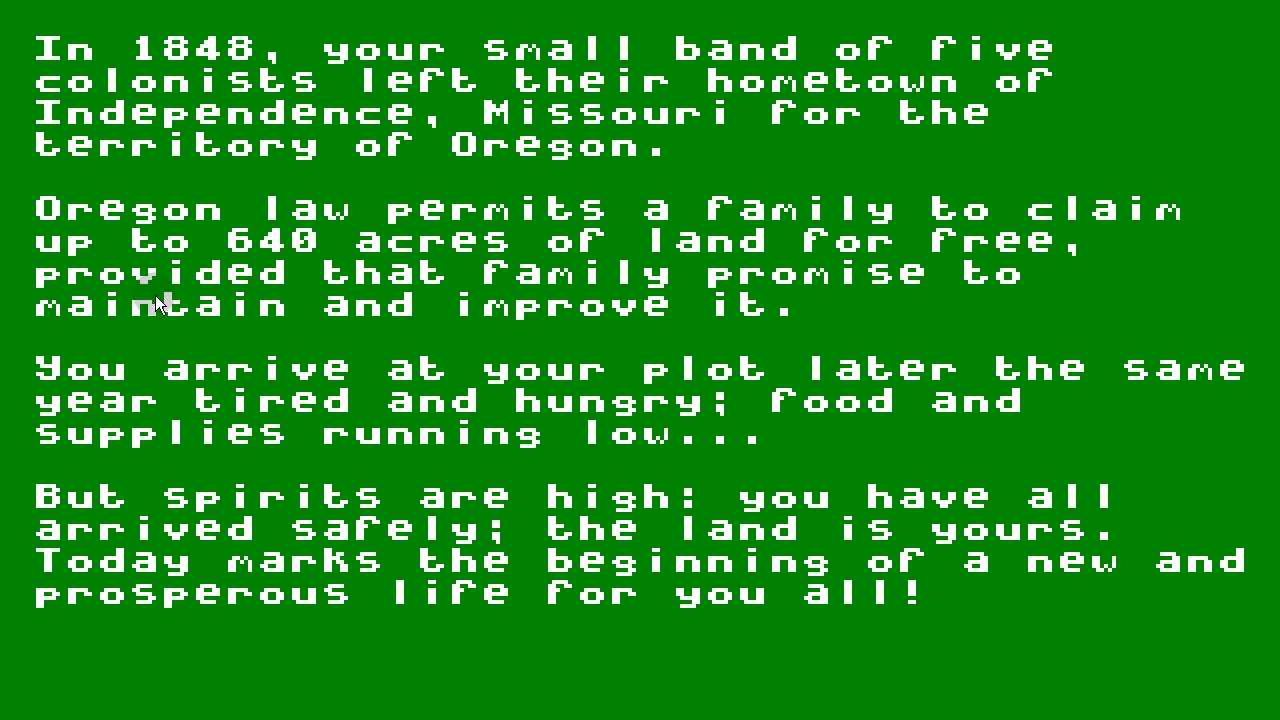 In 1848, your small band of five
colonists left their hometown of
Independence, Missouri for the
territory of Oregon.
Oregon law permits a family to claim
up to 640 acres of land for free,
provided that family promise to
maintain and improve it.
You arrive at your plot later the same
year tired and hungry; food and
supplies running low...
But spirits are high: you have all
arrived safely; the land is yours.
Today marks the beginning of a new and
prosperous life for you all!